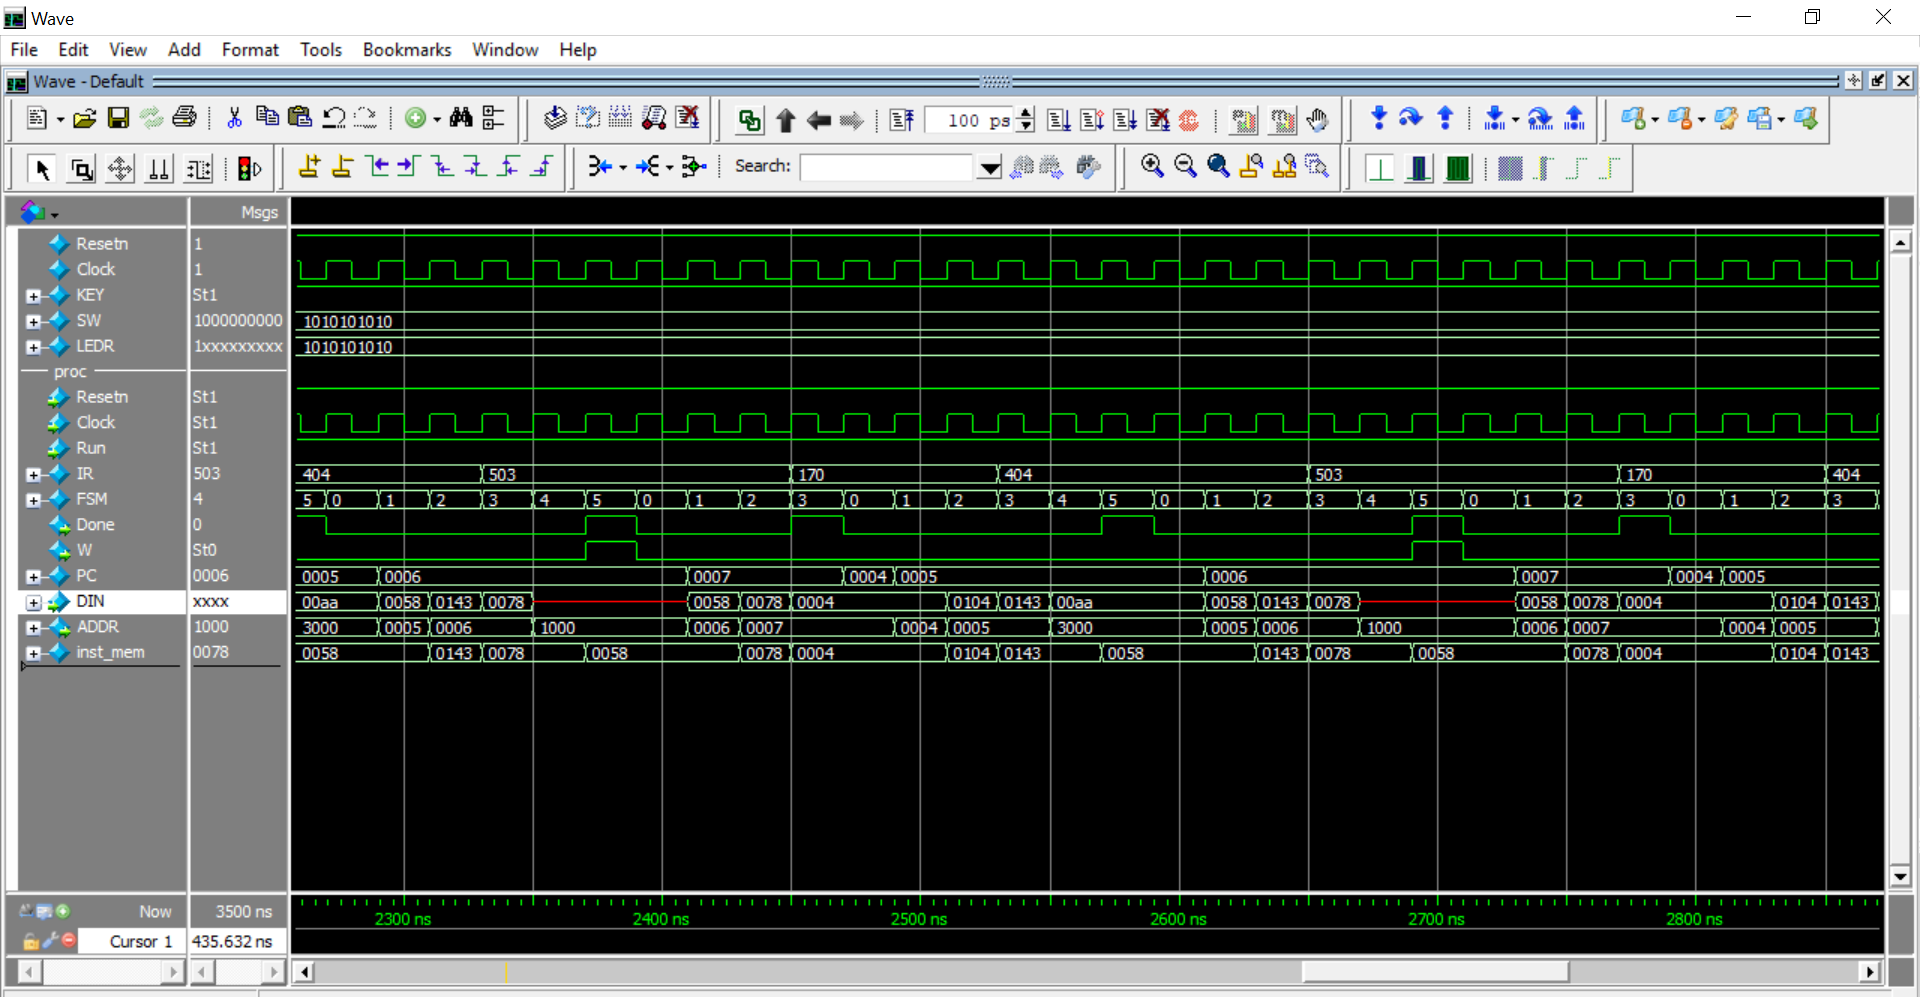 Wave
File Edit View Add Format Tools Bookmarks Window Help
Wave - Default
100 ps
Search:
Msgs
Resetn 1
Clock 1
KEY St1
SW 1000000000 1010101010
LEDR 1xxxxxxxxx 1010101010
proc
Resetn St1
Clock St1
Run St1
IR 503 404 503 170 404 503 170 404
FSM 4 5 0 1 2 3 4 5 0 1 2 3 0 1 2 3 4 5 0 1 2 3 4 5 0 1 2 3 0 1 2 3
Done 0
W St0
PC 0006 0005 0006 0007 0004 0005 0006 0007 0004 0005
DIN xxxx 00aa 0058 0143 0078 0058 0078 0004 0104 0143 00aa 0058 0143 0078 0058 0078 0004 0104 0143
ADDR 1000 3000 0005 0006 1000 0006 0007 0004 0005 3000 0005 0006 1000 0006 0007 0004 0005
inst_mem 0078 0058 0143 0078 0058 0078 0004 0104 0143 0058 0143 0078 0058 0078 0004 0104 0143
Now 3500 ns 2300 ns 2400 ns 2500 ns 2600 ns 2700 ns 2800 ns
Cursor 1 435.632 ns